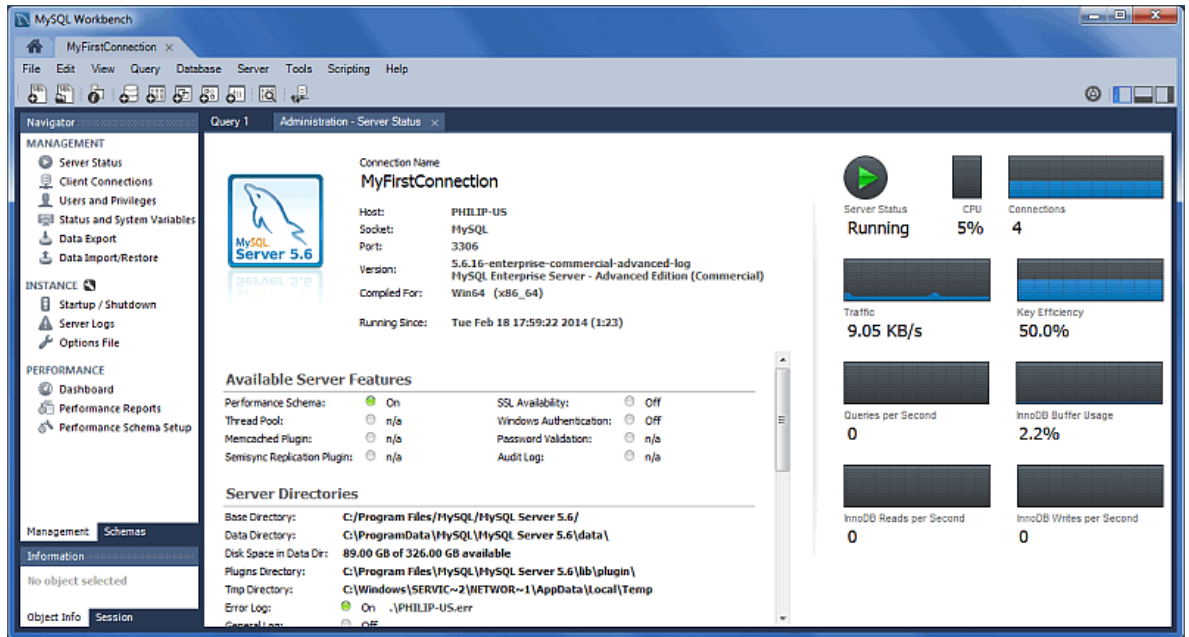 MySQL Workbench
MyFirstConnection ×
File Edit View Query Database Server Tools Scripting Help
Navigator
MANAGEMENT
Server Status
Client Connections
Users and Privileges
Status and System Variables
Data Export
Data Import/Restore
INSTANCE
Startup / Shutdown
Server Logs
Options File
PERFORMANCE
Dashboard
Performance Reports
Performance Schema Setup
Management Schemas
Information
No object selected
Object Info Session
Query 1 Administration - Server Status ×
MySQL
Server 5.6
Connection Name
MyFirstConnection
Host: PHILIP-US
Socket: MySQL
Port: 3306
Version: 5.6.16-enterprise-commercial-advanced-log
MySQL Enterprise Server - Advanced Edition (Commercial)
Compiled For: Win64 (x86_64)
Running Since: Tue Feb 18 17:59:22 2014 (1:23)
Available Server Features
Performance Schema: On SSL Availability: Off
Thread Pool: n/a Windows Authentication: Off
Memcached Plugin: n/a Password Validation: n/a
Semisync Replication Plugin: n/a Audit Log: n/a
Server Directories
Base Directory: C:/Program Files/MySQL/MySQL Server 5.6/
Data Directory: C:\ProgramData\MySQL\MySQL Server 5.6\data\
Disk Space in Data Dir: 89.00 GB of 326.00 GB available
Plugins Directory: C:\Program Files\MySQL\MySQL Server 5.6\lib\plugin\
Tmp Directory: C:\Windows\SERVIC~2\NETWOR~1\AppData\Local\Temp
Error Log: On .\PHILIP-US.err
General Log: Off
Server Status CPU Connections
Running 5% 4
Traffic Key Efficiency
9.05 KB/s 50.0%
Queries per Second InnoDB Buffer Usage
0 2.2%
InnoDB Reads per Second InnoDB Writes per Second
0 0